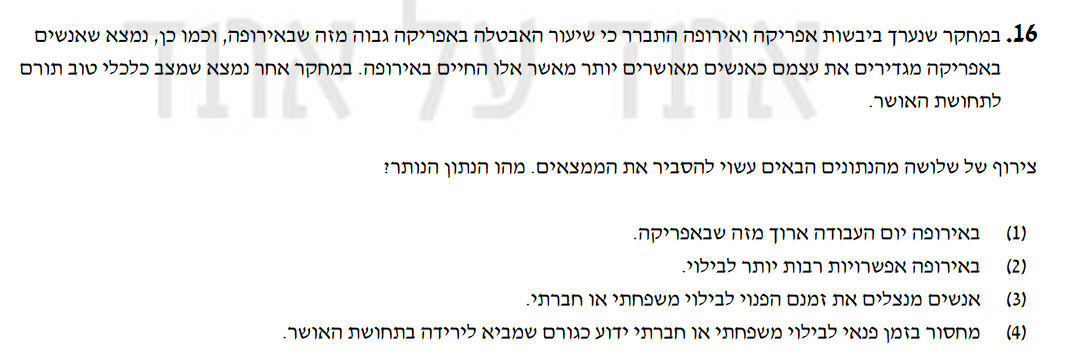 16. במחקר שנערך ביבשות אפריקה ואירופה התברר כי שיעור האבטלה באפריקה גבוה מזה שבאירופה, וכמו כן, נמצא שאנשים
באפריקה מגדירים את עצמם כאנשים מאושרים יותר מאשר אלו החיים באירופה. במחקר אחר נמצא שמצב כלכלי טוב תורם
לתחושת האושר.
צירוף של שלושה מהנתונים הבאים עשוי להסביר את הממצאים. מהו הנתון הנותר?
(1) באירופה יום העבודה ארוך מזה שבאפריקה.
(2) באירופה אפשרויות רבות יותר לבילוי.
(3) אנשים מנצלים את זמנם הפנוי לבילוי משפחתי או חברתי.
(4) מחסור בזמן פנאי לבילוי משפחתי או חברתי ידוע כגורם שמביא לירידה בתחושת האושר.
אחד על אחד